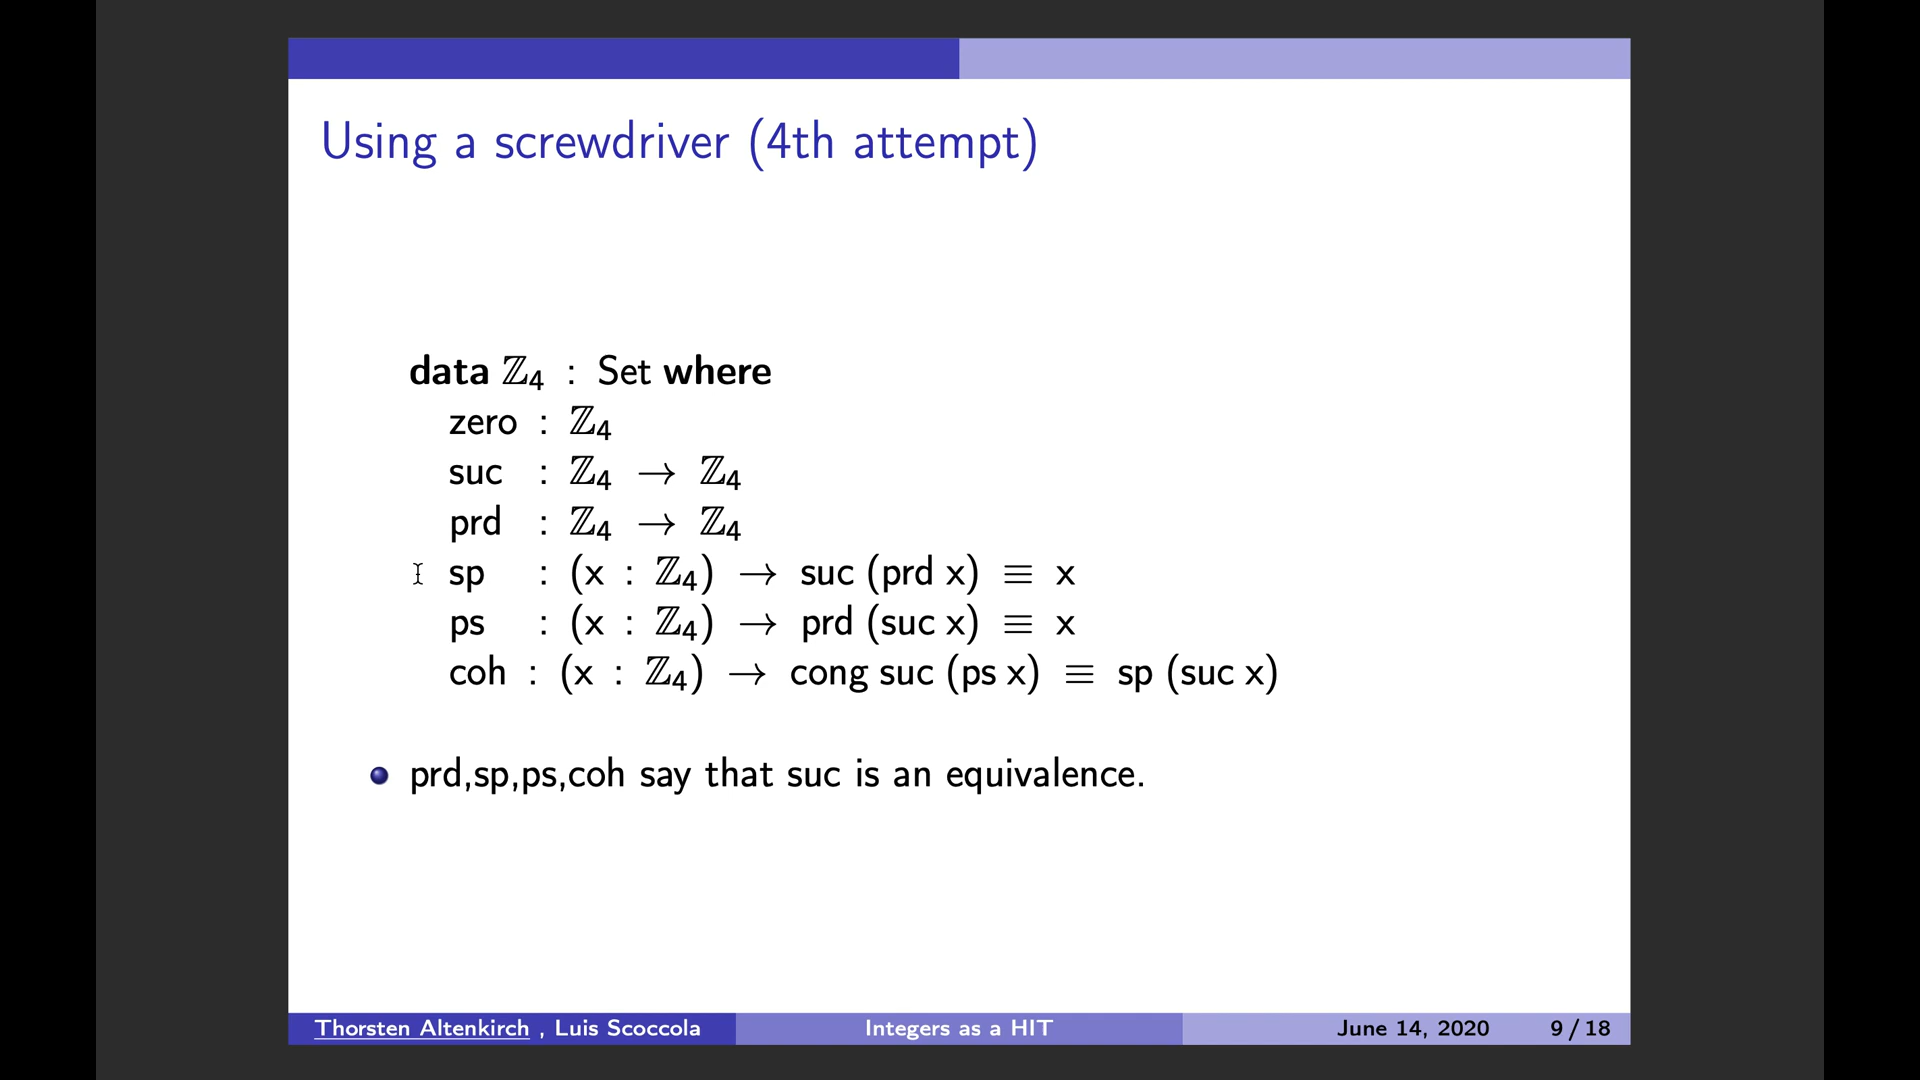 Using a screwdriver (4th attempt)
data ℤ₄ : Set where
zero : ℤ₄
suc : ℤ₄ → ℤ₄
prd : ℤ₄ → ℤ₄
sp : (x : ℤ₄) → suc (prd x) ≡ x
ps : (x : ℤ₄) → prd (suc x) ≡ x
coh : (x : ℤ₄) → cong suc (ps x) ≡ sp (suc x)
prd,sp,ps,coh say that suc is an equivalence.
Thorsten Altenkirch , Luis Scoccola Integers as a HIT June 14, 2020 9 / 18